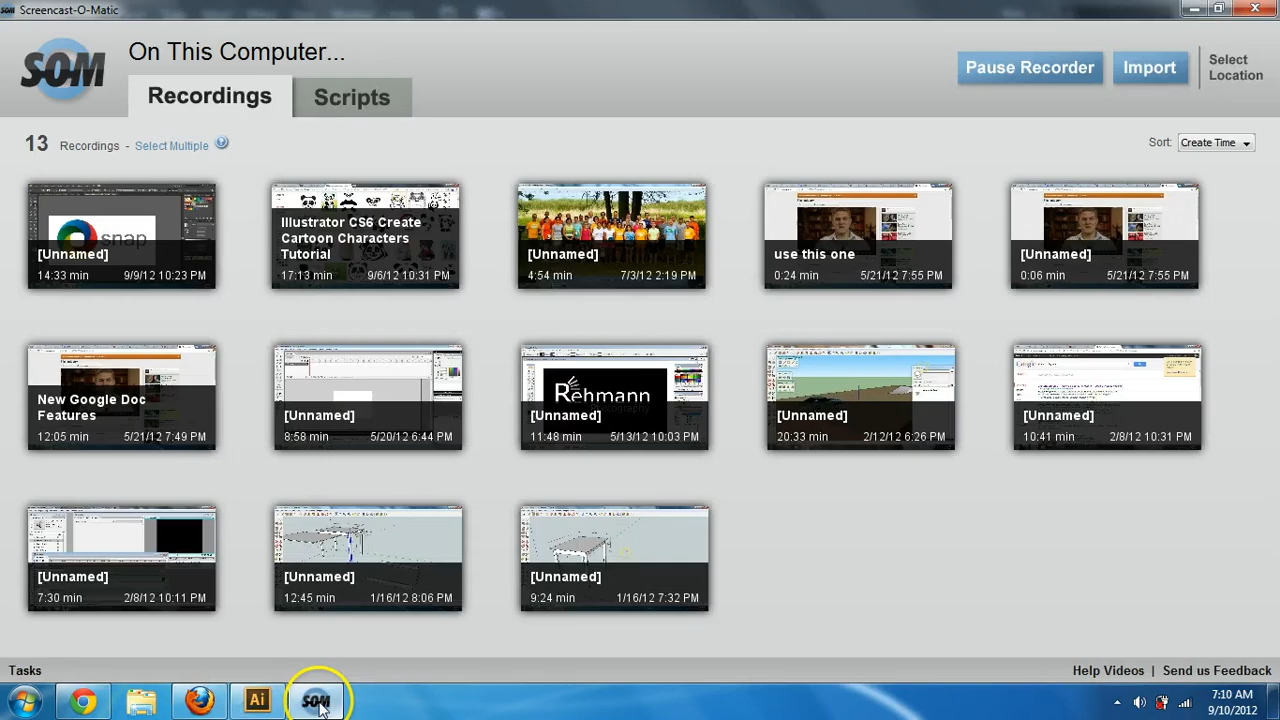 Screencast-O-Matic
SOM
On This Computer...
Pause Recorder
Import
Select
Location
Recordings
Scripts
13 Recordings - Select Multiple ?
Sort: Create Time
snap
[Unnamed]
14:33 min 9/9/12 10:23 PM
Illustrator CS6 Create
Cartoon Characters
Tutorial
17:13 min 9/6/12 10:31 PM
[Unnamed]
4:54 min 7/3/12 2:19 PM
use this one
0:24 min 5/21/12 7:55 PM
[Unnamed]
0:06 min 5/21/12 7:55 PM
New Google Doc
Features
12:05 min 5/21/12 7:49 PM
[Unnamed]
8:58 min 5/20/12 6:44 PM
Rehmann
[Unnamed]
11:48 min 5/13/12 10:03 PM
[Unnamed]
20:33 min 2/12/12 6:26 PM
[Unnamed]
10:41 min 2/8/12 10:31 PM
[Unnamed]
7:30 min 2/8/12 10:11 PM
[Unnamed]
12:45 min 1/16/12 8:06 PM
[Unnamed]
9:24 min 1/16/12 7:32 PM
Tasks
Help Videos | Send us Feedback
Ai
SOM
7:10 AM
9/10/2012